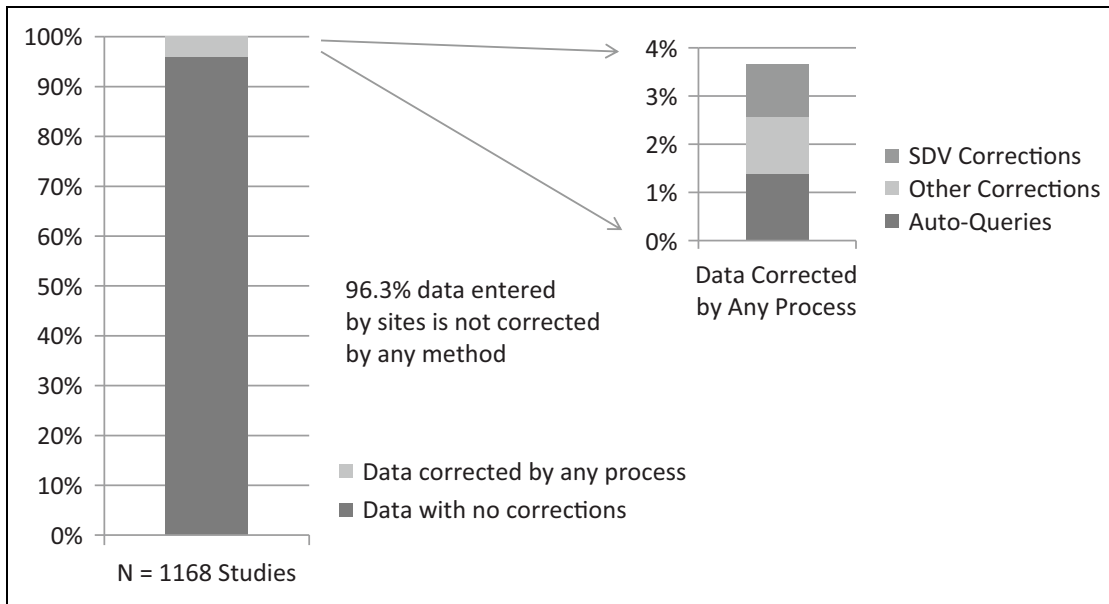 100%
90%
80%
70%
60%
50%
40%
30%
20%
10%
0%
N = 1168 Studies
96.3% data entered
by sites is not corrected
by any method
Data corrected by any process
Data with no corrections
4%
3%
2%
1%
0%
Data Corrected
by Any Process
SDV Corrections
Other Corrections
Auto-Queries